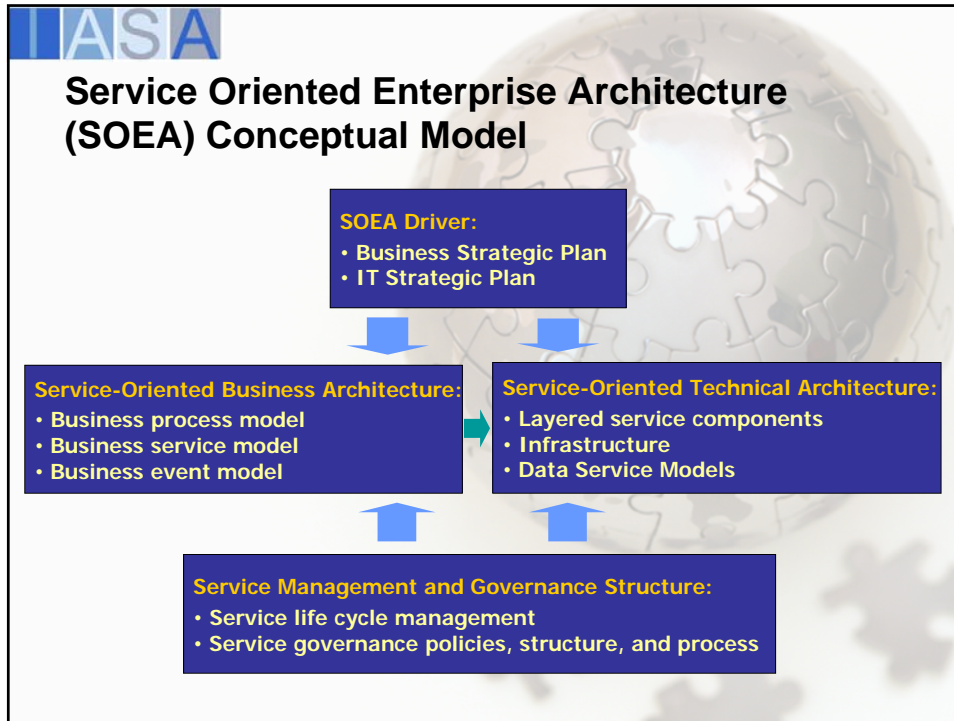 IASA
Service Oriented Enterprise Architecture
(SOEA) Conceptual Model
SOEA Driver:
• Business Strategic Plan
• IT Strategic Plan
Service-Oriented Business Architecture:
• Business process model
• Business service model
• Business event model
Service-Oriented Technical Architecture:
• Layered service components
• Infrastructure
• Data Service Models
Service Management and Governance Structure:
• Service life cycle management
• Service governance policies, structure, and process